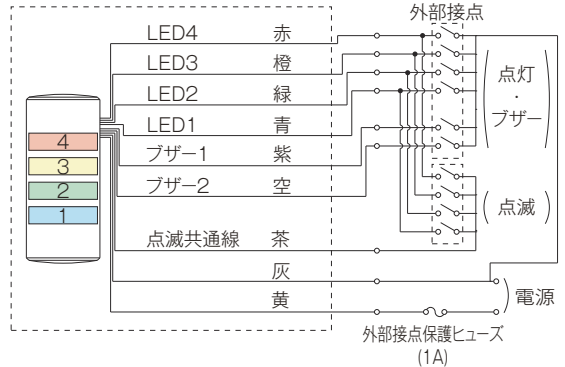 外部接点
LED4 赤
LED3 橙
LED2 緑
LED1 青
ブザー1 紫
ブザー2 空
点滅共通線 茶
灰
黄
4
3
2
1
(点灯
・
ブザー)
(点滅)
電源)
外部接点保護ヒューズ
(1A)